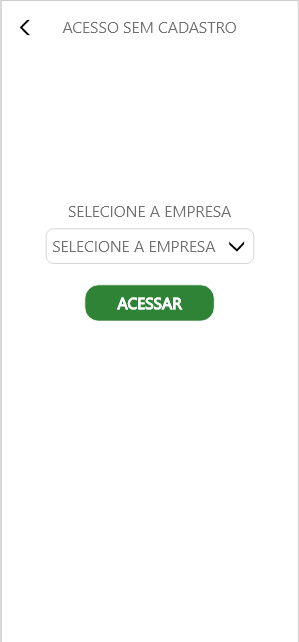 ACESSO SEM CADASTRO
SELECIONE A EMPRESA
SELECIONE A EMPRESA
ACESSAR